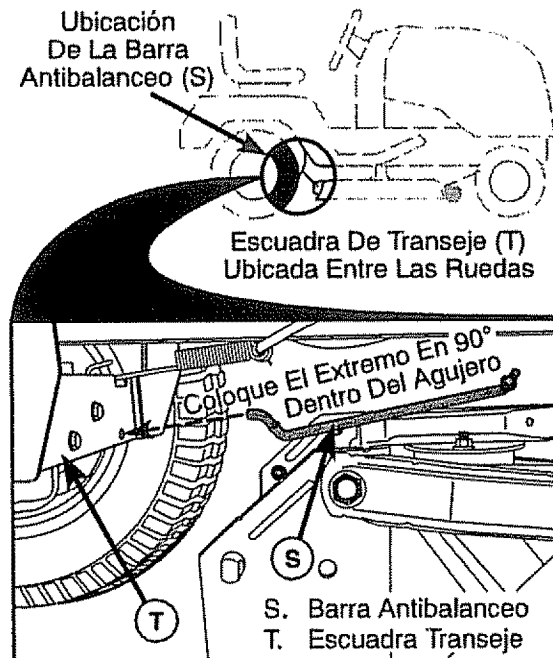 Ubicación
De La Barra
Antibalanceo (S)
Escuadra De Transeje (T)
Ubicada Entre Las Ruedas
Coloque El Extremo En 90°
Dentro Del Agujero
S
T
S. Barra Antibalanceo
T. Escuadra Transeje